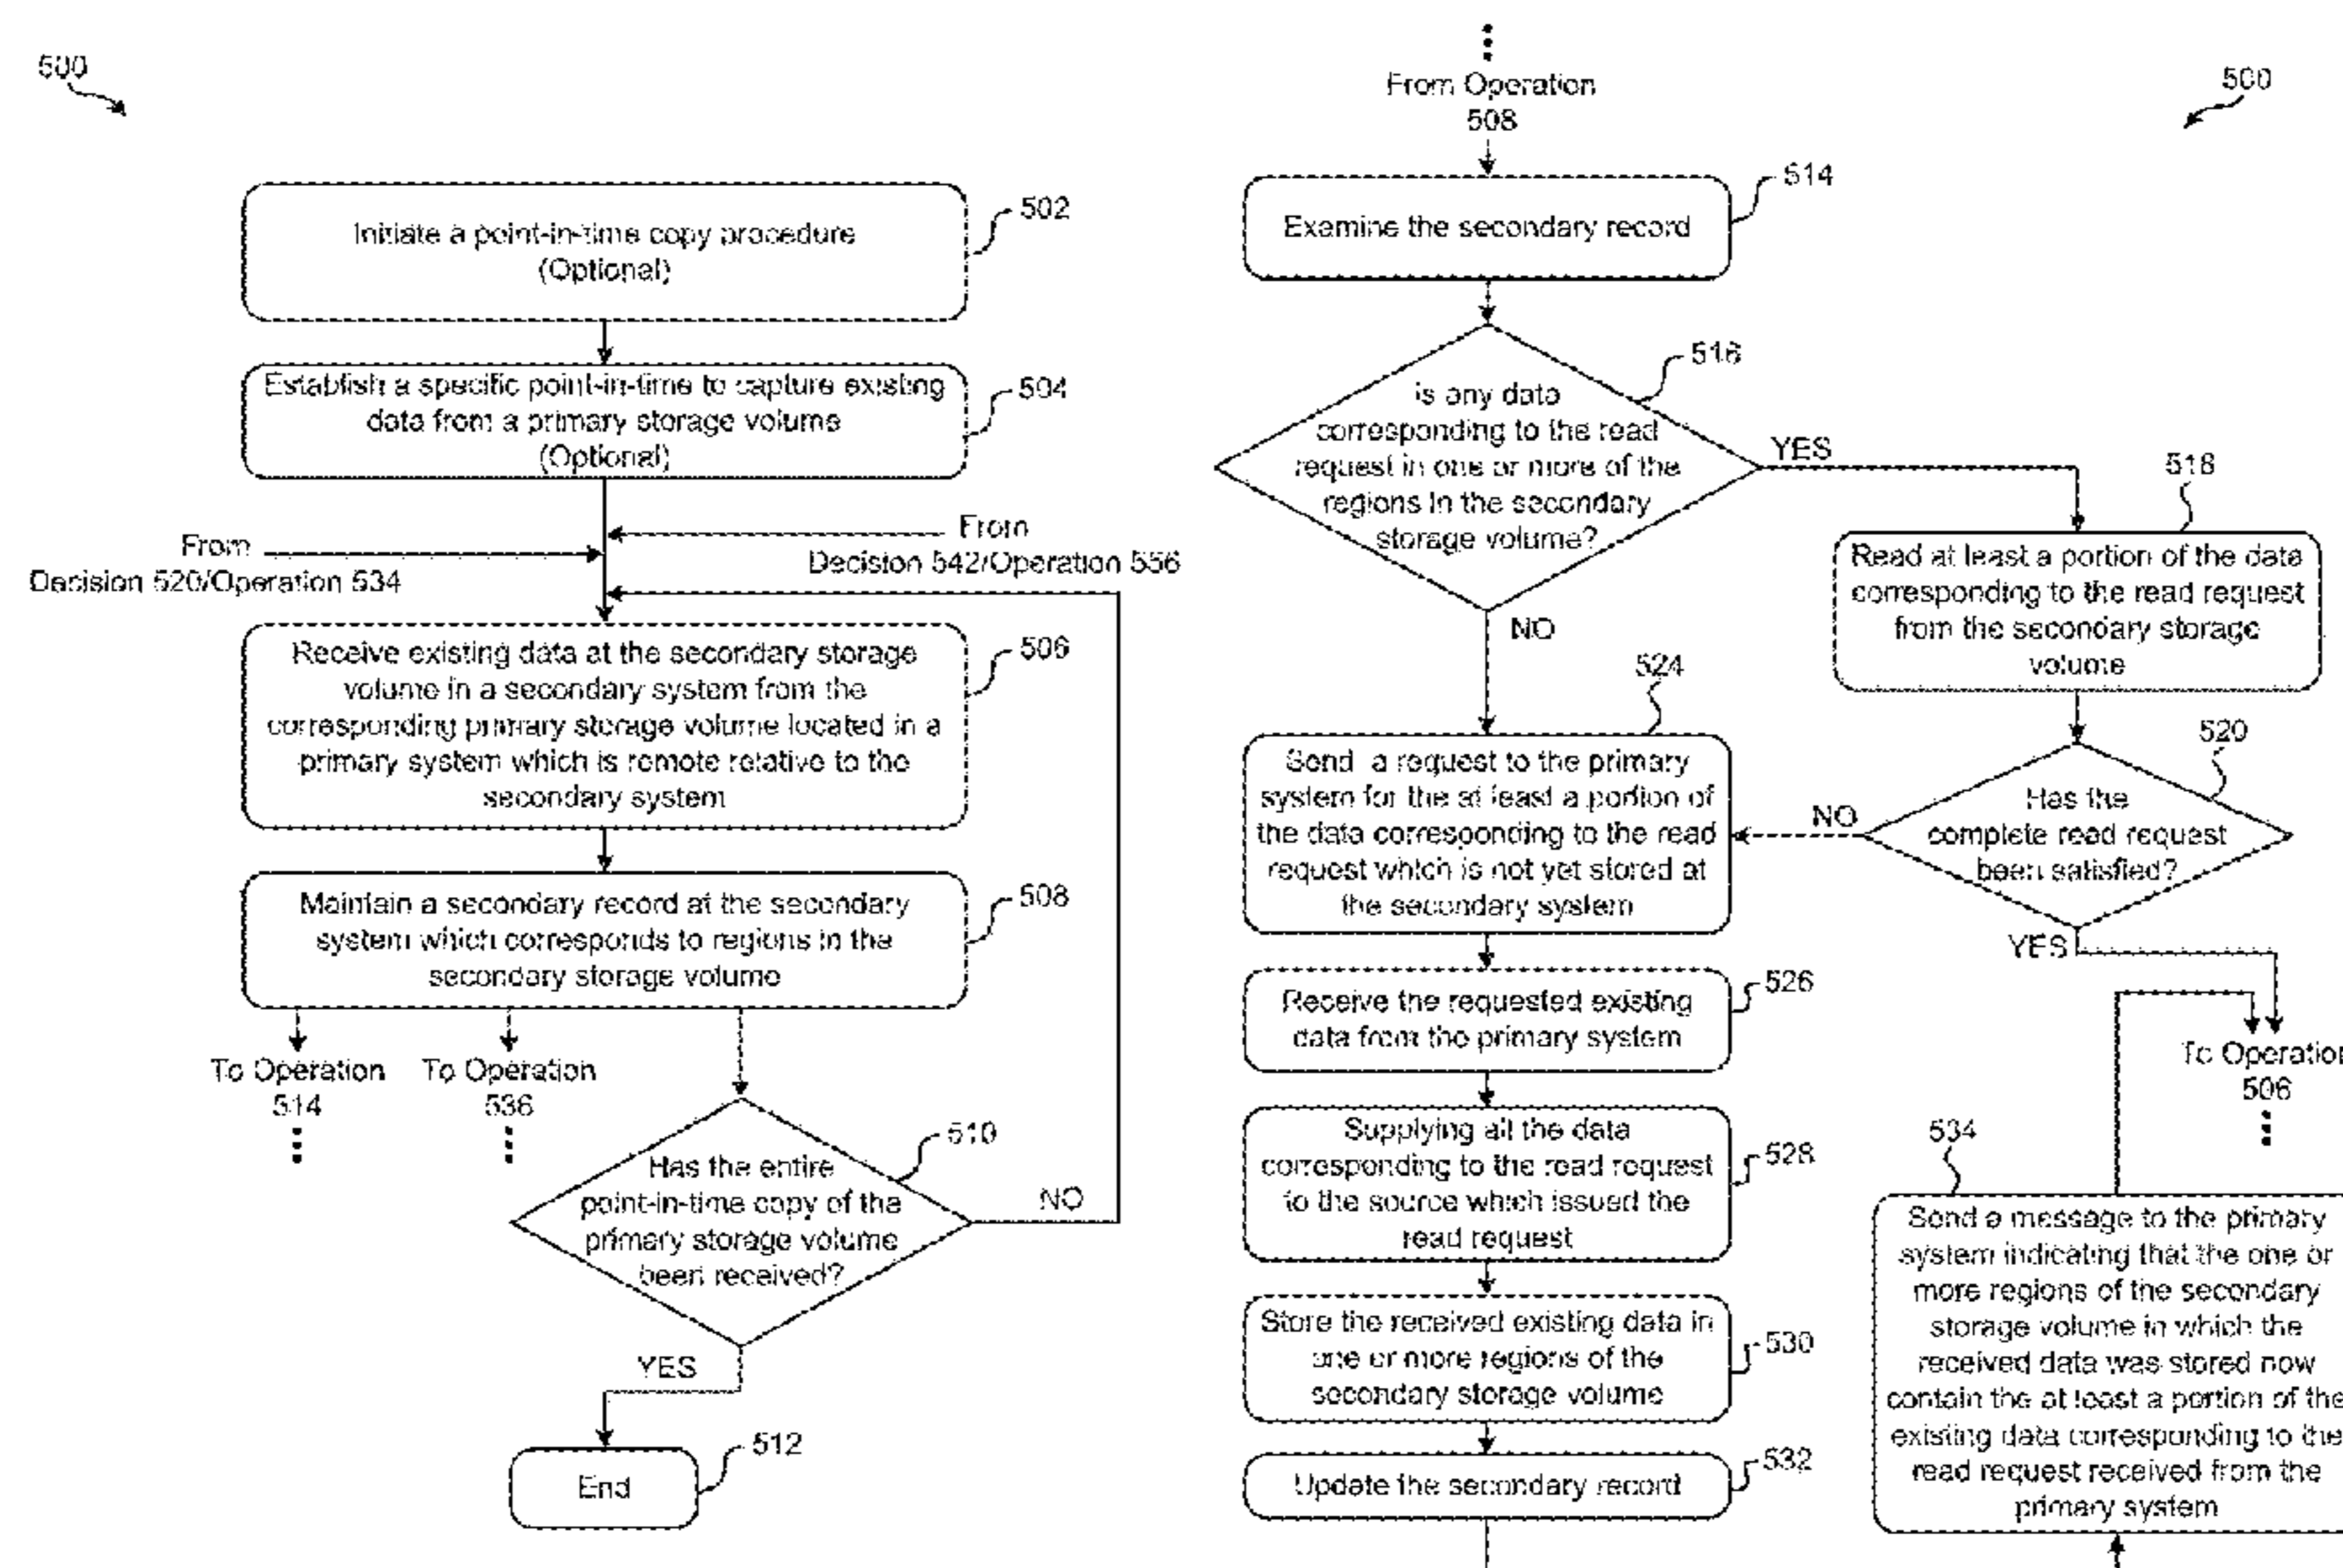 500
Initiate a point-in-time copy procedure
(Optional)
502
Establish a specific point-in-time to capture existing
data from a primary storage volume
(Optional)
504
From
Decision 520/Operation 534
From
Decision 542/Operation 556
Receive existing data at the secondary storage
volume in a secondary system from the
corresponding primary storage volume located in a
primary system which is remote relative to the
secondary system
506
Maintain a secondary record at the secondary
system which corresponds to regions in the
secondary storage volume
508
To Operation
514
To Operation
536
Has the entire
point-in-time copy of the
primary storage volume
been received?
510
NO
YES
End
512
From Operation
508
500
Examine the secondary record
514
is any data
corresponding to the read
request in one or more of the
regions in the secondary
storage volume?
516
YES
NO
518
Read at least a portion of the data
corresponding to the read request
from the secondary storage
volume
520
Has the
complete read request
been satisfied?
NO
YES
524
Send a request to the primary
system for the at least a portion of
the data corresponding to the read
request which is not yet stored at
the secondary system
Receive the requested existing
data from the primary system
526
Supplying all the data
corresponding to the read request
to the source which issued the
read request
528
Store the received existing data in
one or more regions of the
secondary storage volume
530
Update the secondary record
532
To Operation
506
534
Send a message to the primary
system indicating that the one or
more regions of the secondary
storage volume in which the
received data was stored now
contain the at least a portion of the
existing data corresponding to the
read request received from the
primary system